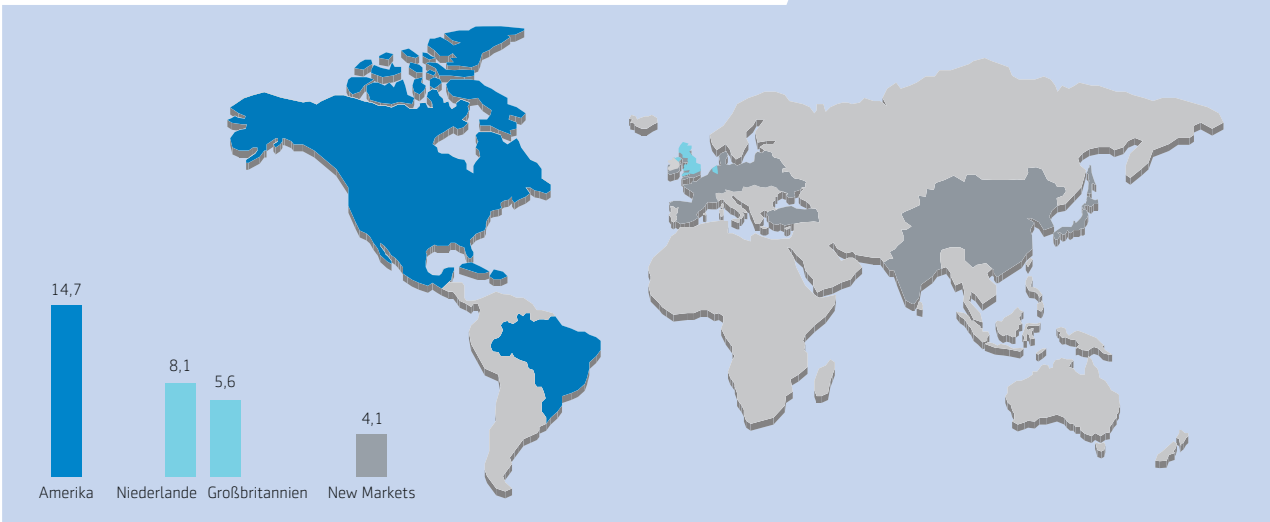 14,7
8,1
5,6
4,1
Amerika
Niederlande
Großbritannien
New Markets